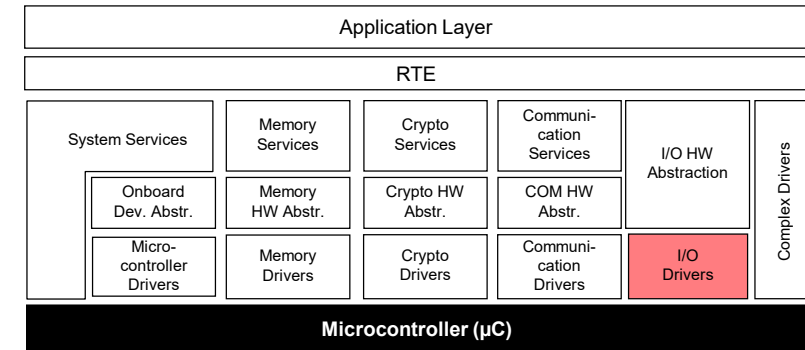 Application Layer
RTE
System Services
Memory
Services
Crypto
Services
Communi-
cation
Services
I/O HW
Abstraction
Complex Drivers
Onboard
Dev. Abstr.
Memory
HW Abstr.
Crypto HW
Abstr.
COM HW
Abstr.
Micro-
controller
Drivers
Memory
Drivers
Crypto
Drivers
Communi-
cation
Drivers
I/O
Drivers
Microcontroller (µC)